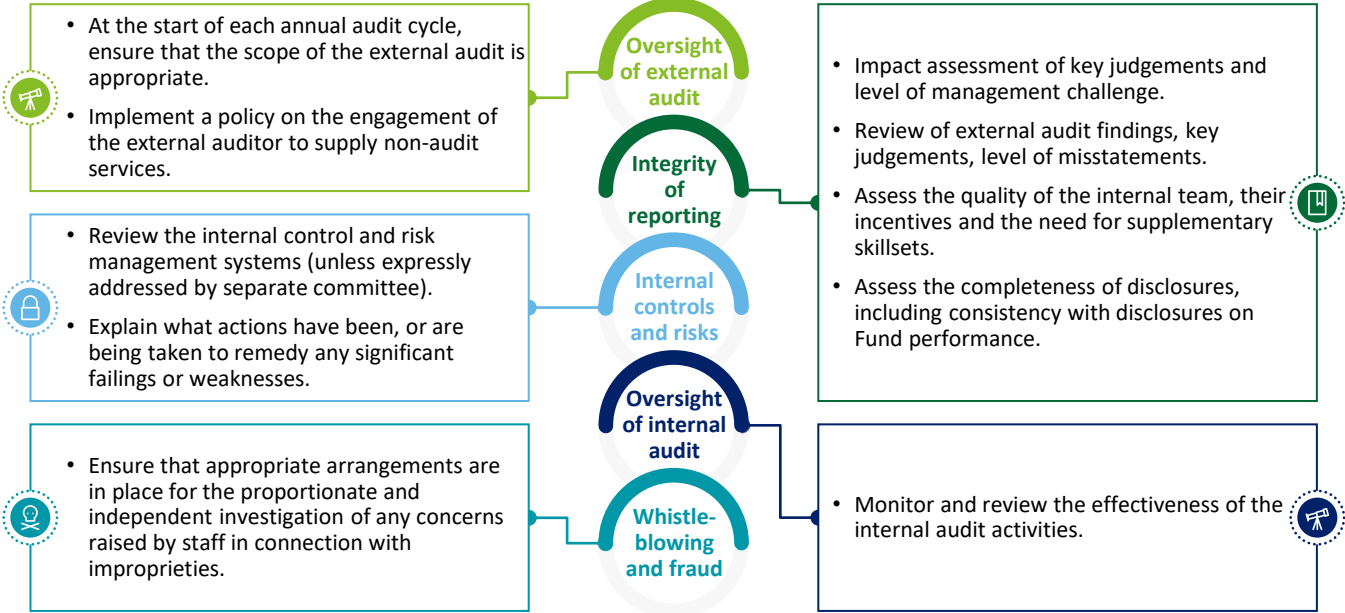 • At the start of each annual audit cycle,
ensure that the scope of the external audit is
appropriate.
• Implement a policy on the engagement of
the external auditor to supply non-audit
services.
Oversight
of external
audit
Integrity
of
reporting
• Impact assessment of key judgements and
level of management challenge.
• Review of external audit findings, key
judgements, level of misstatements.
• Assess the quality of the internal team, their
incentives and the need for supplementary
skillsets.
• Assess the completeness of disclosures,
including consistency with disclosures on
Fund performance.
• Review the internal control and risk
management systems (unless expressly
addressed by separate committee).
• Explain what actions have been, or are
being taken to remedy any significant
failings or weaknesses.
Internal
controls
and risks
Oversight
of internal
audit
• Monitor and review the effectiveness of the
internal audit activities.
• Ensure that appropriate arrangements are
in place for the proportionate and
independent investigation of any concerns
raised by staff in connection with
improprieties.
Whistle-
blowing
and fraud